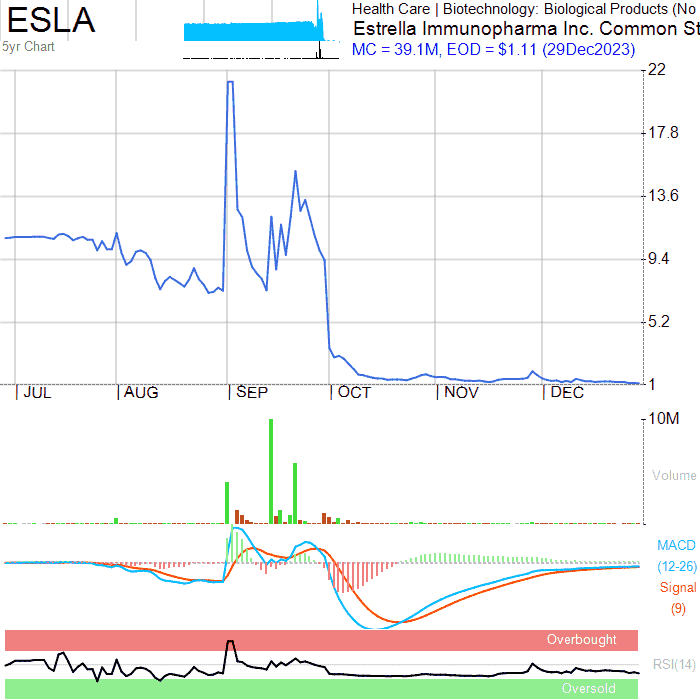 ESLA
5yr Chart
Health Care | Biotechnology: Biological Products (No
Estrella Immunopharma Inc. Common St
MC = 39.1M, EOD = $1.11 (29Dec2023)
22
17.8
13.6
9.4
5.2
1
JUL AUG SEP OCT NOV DEC
10M
Volume
MACD
(12-26)
Signal
(9)
Overbought
RSI(14)
Oversold